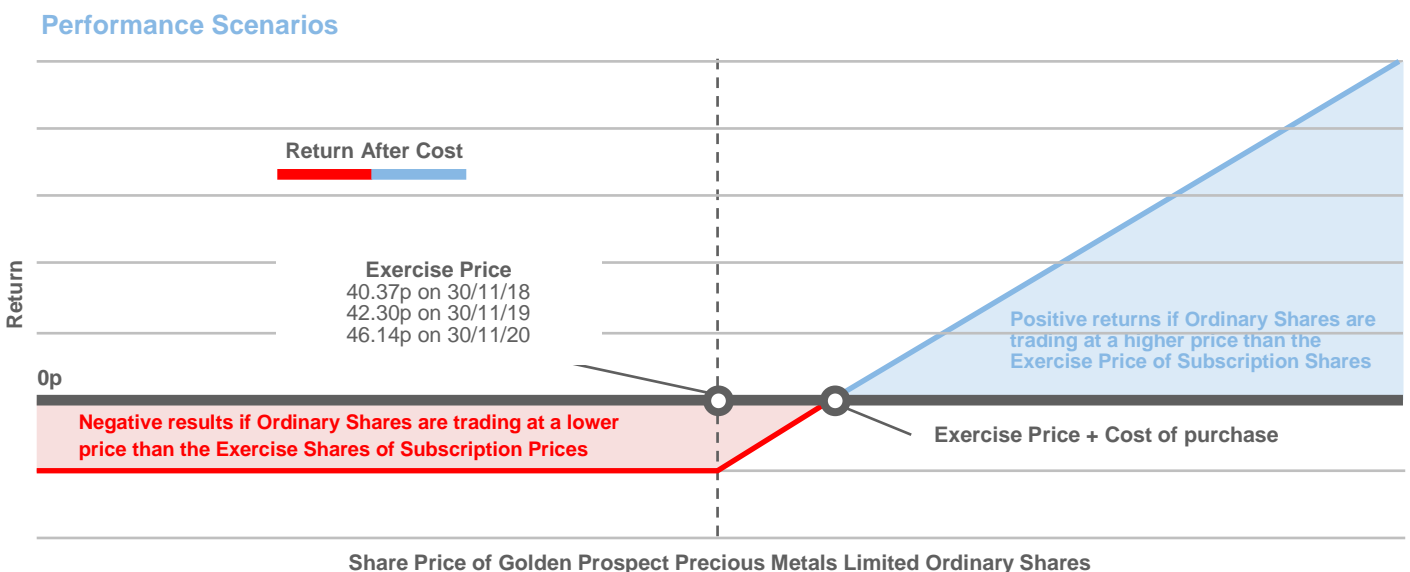 Performance Scenarios
Return After Cost
Exercise Price
40.37p on 30/11/18
42.30p on 30/11/19
46.14p on 30/11/20
Return
0p
Positive returns if Ordinary Shares are
trading at a higher price than the
Exercise Price of Subscription Shares
Negative results if Ordinary Shares are trading at a lower
price than the Exercise Shares of Subscription Prices
Exercise Price + Cost of purchase
Share Price of Golden Prospect Precious Metals Limited Ordinary Shares